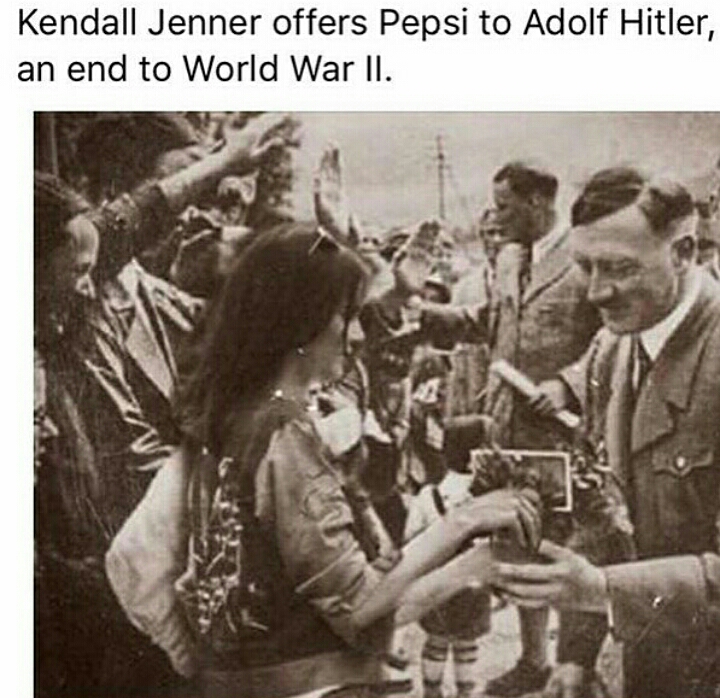 Kendall Jenner offers Pepsi to Adolf Hitler,
an end to World War II.